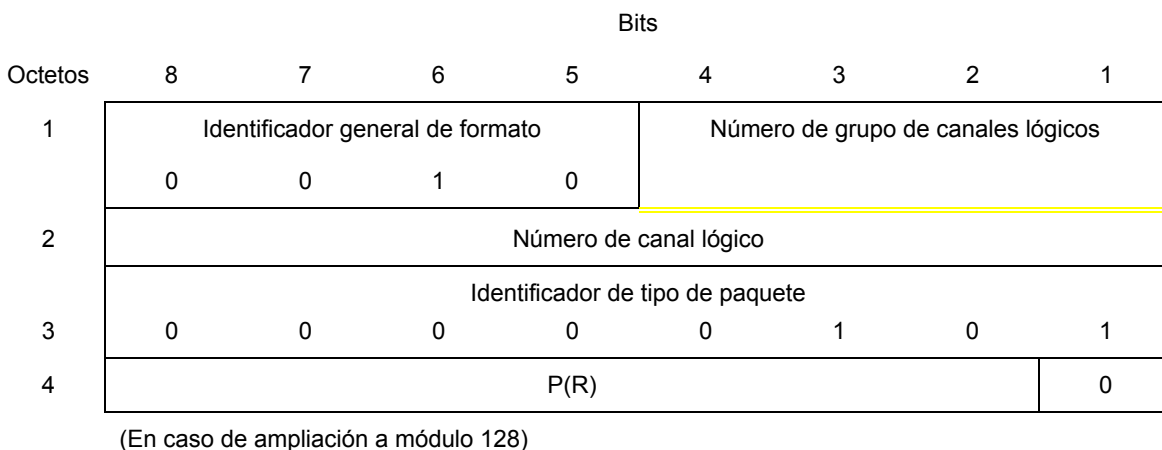 Bits
Octetos 8 7 6 5 4 3 2 1
1 Identificador general de formato Número de grupo de canales lógicos
0 0 1 0
2 Número de canal lógico
Identificador de tipo de paquete
3 0 0 0 0 0 1 0 1
4 P(R) 0
(En caso de ampliación a módulo 128)